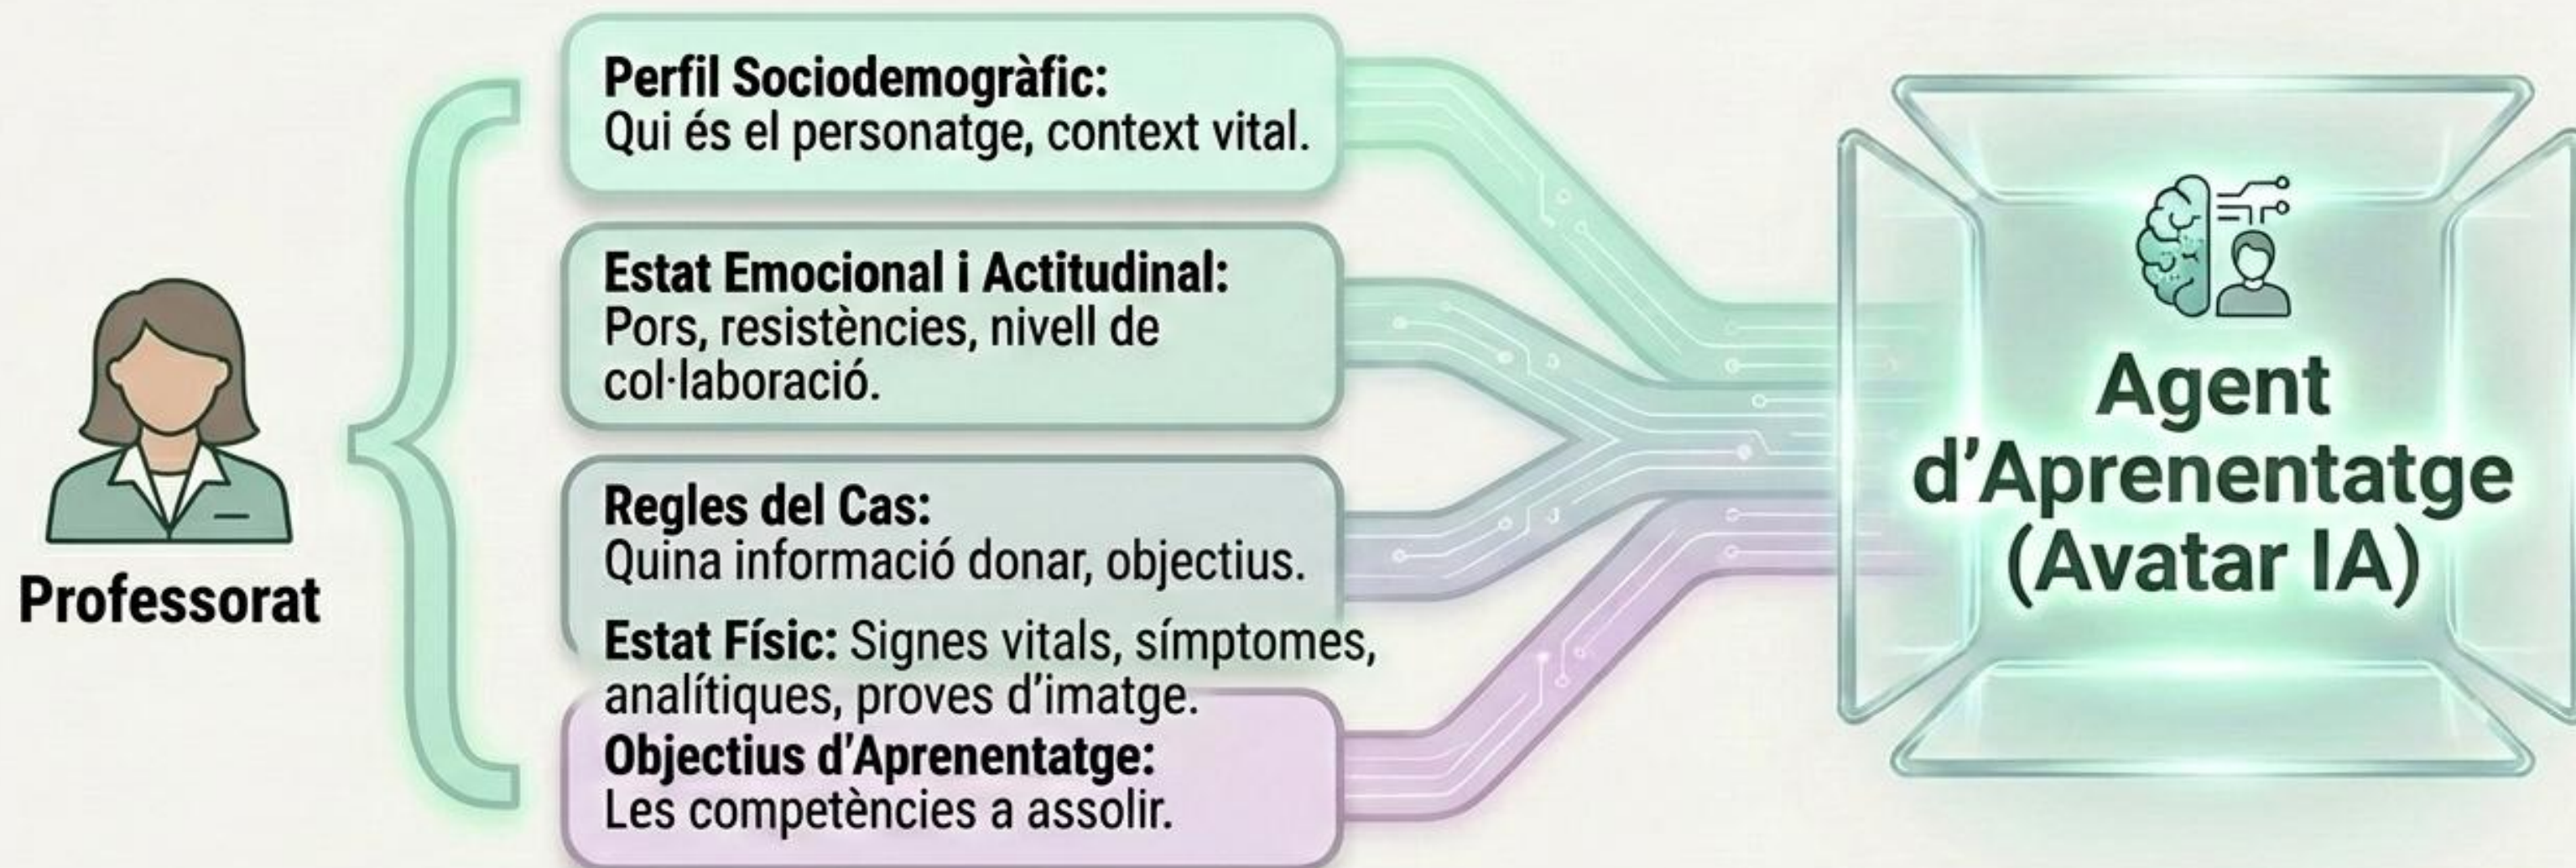 Professorat
Perfil Sociodemogràfic:
Qui és el personatge, context vital.
Estat Emocional i Actitudinal:
Pors, resistències, nivell de
col·laboració.
Regles del Cas:
Quina informació donar, objectius.
Estat Físic: Signes vitals, símptomes,
analítiques, proves d’imatge.
Objectius d’Aprenentatge:
Les competències a assolir.
Agent
d’Aprenentatge
(Avatar IA)